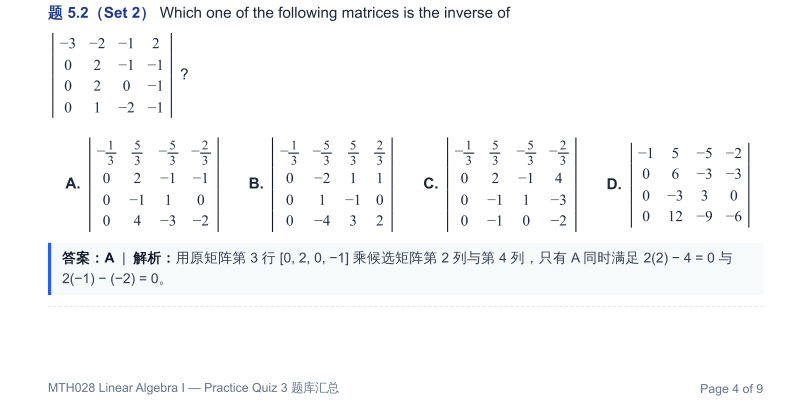 题 5.2（Set 2） Which one of the following matrices is the inverse of
−3 −2 −1 2
0 2 −1 −1
0 2 0 −1
0 1 −2 −1
?
A.
−1/3 5/3 −5/3 −2/3
0 2 −1 −1
0 −1 1 0
0 4 −3 −2
B.
−1/3 −5/3 5/3 2/3
0 −2 1 1
0 1 −1 0
0 −4 3 2
C.
−1/3 5/3 −5/3 −2/3
0 2 −1 4
0 −1 1 −3
0 −1 0 −2
D.
−1 5 −5 −2
0 6 −3 −3
0 −3 3 0
0 12 −9 −6
答案：A | 解析：用原矩阵第 3 行 [0, 2, 0, −1] 乘候选矩阵第 2 列与第 4 列，只有 A 同时满足 2(2) − 4 = 0 与
2(−1) − (−2) = 0。
MTH028 Linear Algebra I — Practice Quiz 3 题库汇总
Page 4 of 9